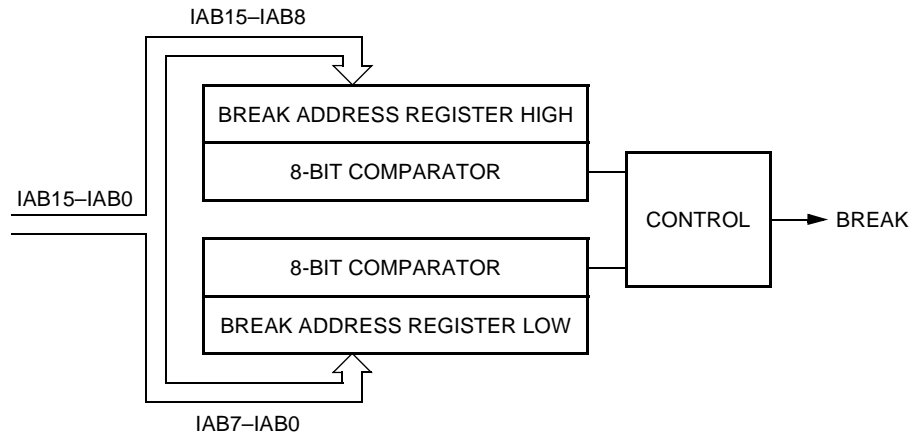 IAB15–IAB8
BREAK ADDRESS REGISTER HIGH
8-BIT COMPARATOR
IAB15–IAB0
CONTROL
BREAK
8-BIT COMPARATOR
BREAK ADDRESS REGISTER LOW
IAB7–IAB0